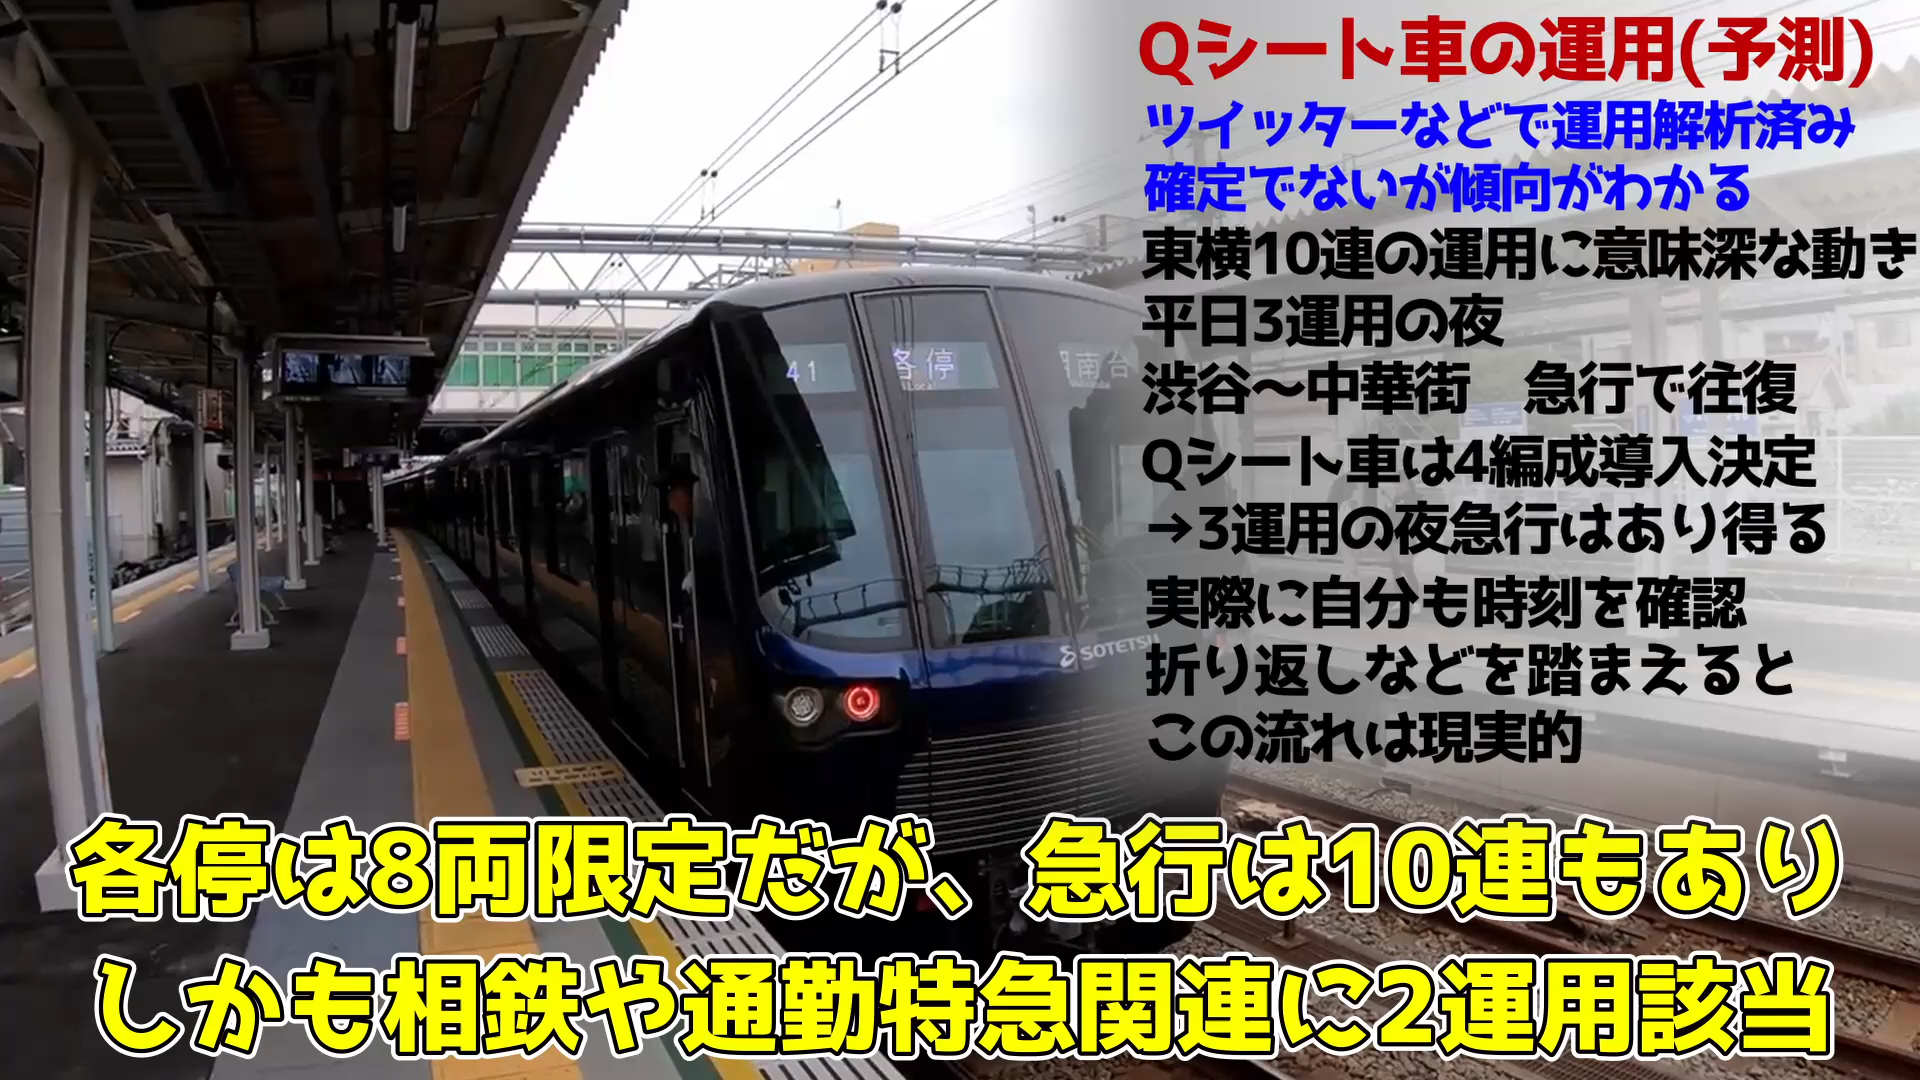 Qシート車の運用(予測)
ツイッターなどで運用解析済み
確定でないが傾向がわかる
東横10連の運用に意味深な動き
平日3運用の夜
渋谷～中華街　急行で往復
Qシート車は4編成導入決定
→3運用の夜急行はあり得る
実際に自分も時刻を確認
折り返しなどを踏まえると
この流れは現実的
41 各停 湘南台
SOTETSU
各停は8両限定だが、急行は10連もあり
しかも相鉄や通勤特急関連に2運用該当